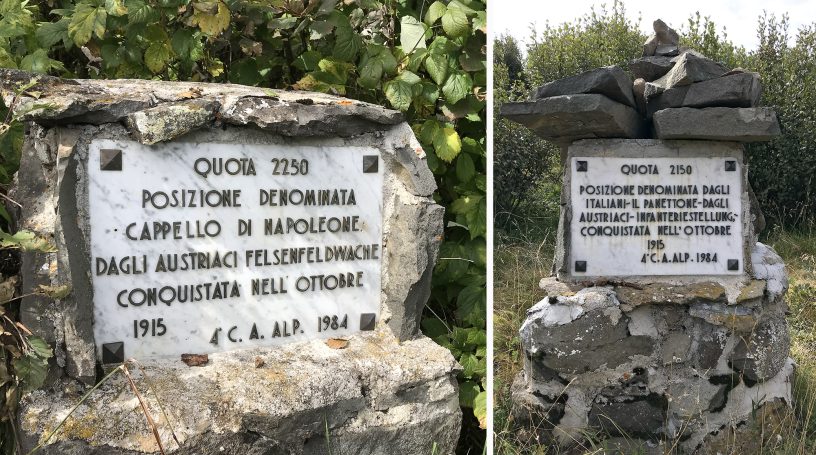 QUOTA 2250
POSIZIONE DENOMINATA
CAPPELLO DI NAPOLEONE
DAGLI AUSTRIACI FELSENFELDWACHE
CONQUISTATA NELL'OTTOBRE
1915 4° C. A. ALP. 1984
QUOTA 2150
POSIZIONE DENOMINATA DAGLI
ITALIANI-IL PANETTIONE-DAGLI
AUSTRIACI-INFANTERIESTELLUNG-
CONQUISTATA NELL'OTTOBRE
1915
4° C. A. ALP. 1984